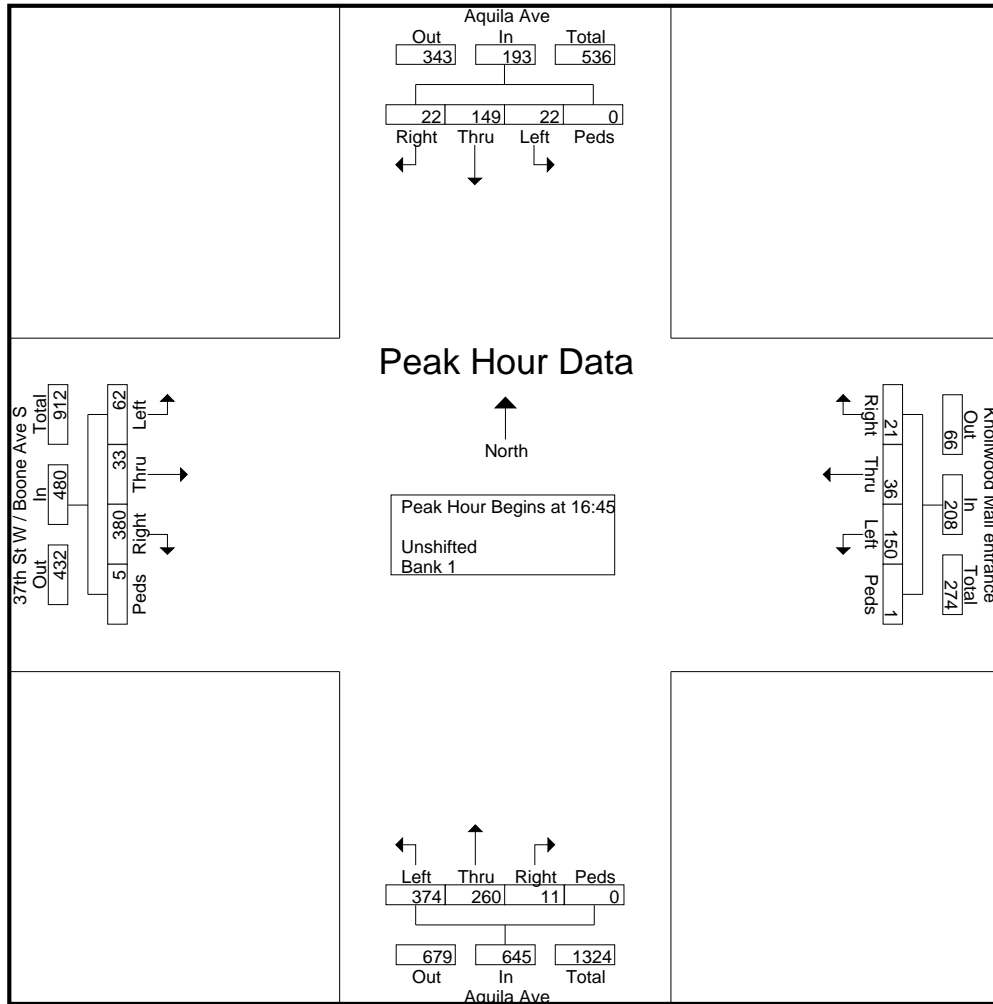 Aquila Ave
Out In Total
343 193 536
22 149 22 0
Right Thru Left Peds
Peak Hour Data
North
Peak Hour Begins at 16:45
Unshifted
Bank 1
37th St W / Boone Ave S
Out In Total
432 480 912
5 380 33 62
Peds Right Thru Left
Knollwood Mall entrance
Out In Total
66 208 274
21 36 150 1
Right Thru Left Peds
Left Thru Right Peds
374 260 11 0
679 645 1324
Out In Total
Aquila Ave